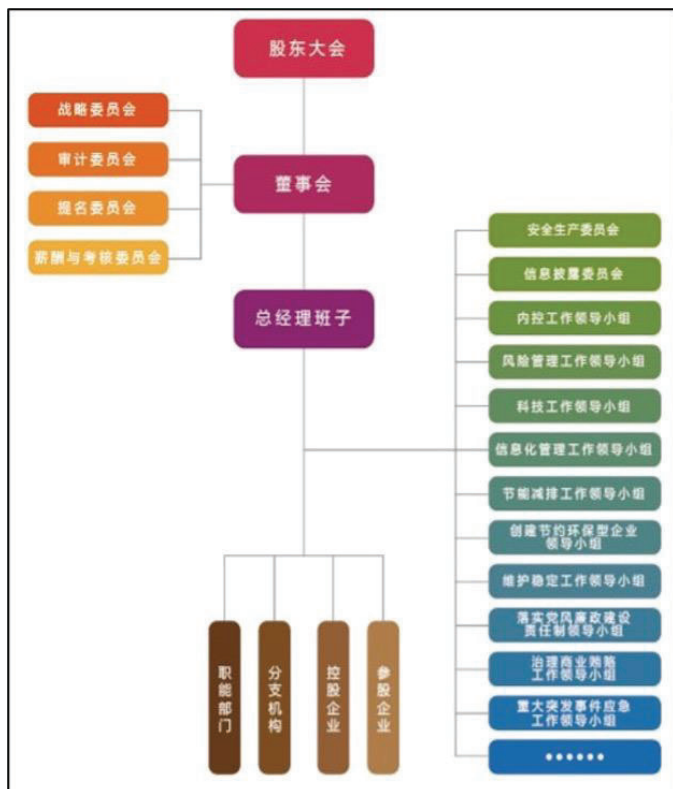 股东大会
战略委员会
审计委员会
提名委员会
薪酬与考核委员会
董事会
总经理班子
安全生产委员会
信息披露委员会
内控工作领导小组
风险管理工作领导小组
科技工作领导小组
信息化管理工作领导小组
节能减排工作领导小组
创建节约环保型企业
领导小组
维护稳定工作领导小组
落实党风廉政建设
责任制领导小组
治理商业贿赂
工作领导小组
重大突发事件应急
工作领导小组
••••••
职能部门
分支机构
控股企业
参股企业